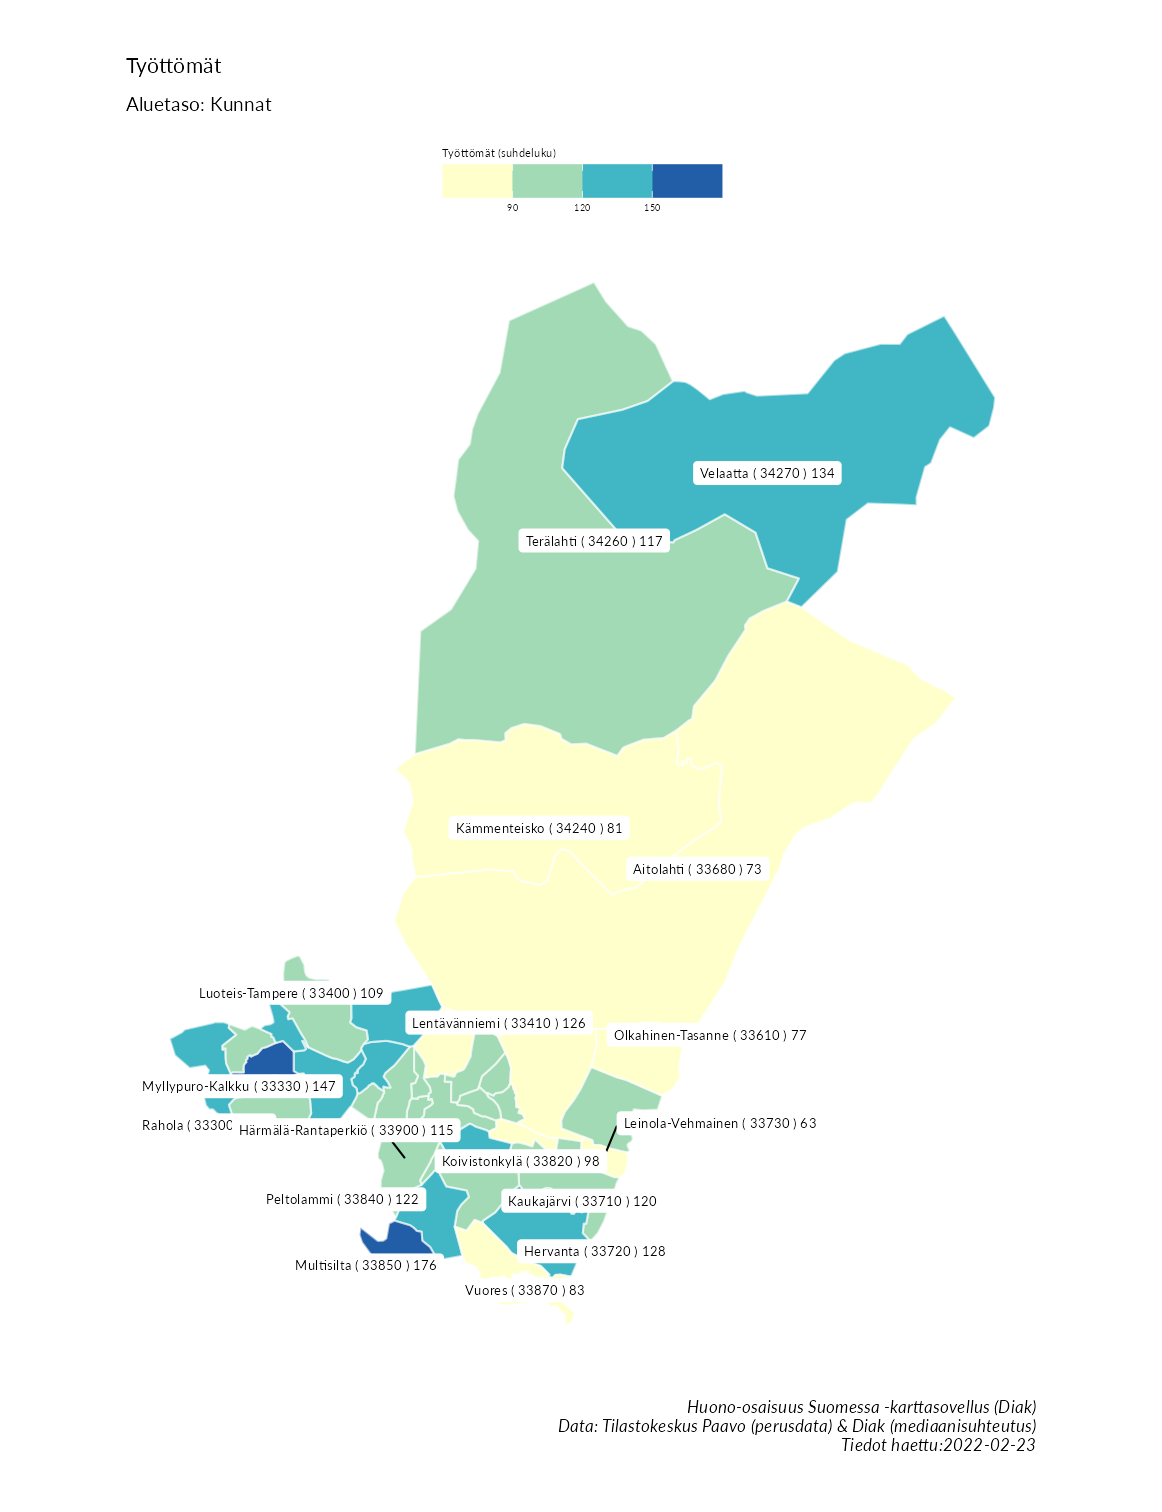 Työttömät
Aluetaso: Kunnat
Työttömät (suhdeluku)
90 120 150
Velaatta ( 34270 ) 134
Terälahti ( 34260 ) 117
Kämmenteisko ( 34240 ) 81
Aitolahti ( 33680 ) 73
Luoteis-Tampere ( 33400 ) 109
Lentävänniemi ( 33410 ) 126
Olkahinen-Tasanne ( 33610 ) 77
Myllypuro-Kalkku ( 33330 ) 147
Leinola-Vehmainen ( 33730 ) 63
Rahola ( 33300
Härmälä-Rantaperkiö ( 33900 ) 115
Koivistonkylä ( 33820 ) 98
Peltolammi ( 33840 ) 122
Kaukajärvi ( 33710 ) 120
Hervanta ( 33720 ) 128
Multisilta ( 33850 ) 176
Vuores ( 33870 ) 83
Huono-osaisuus Suomessa -karttasovellus (Diak)
Data: Tilastokeskus Paavo (perusdata) & Diak (mediaanisuhteutus)
Tiedot haettu:2022-02-23